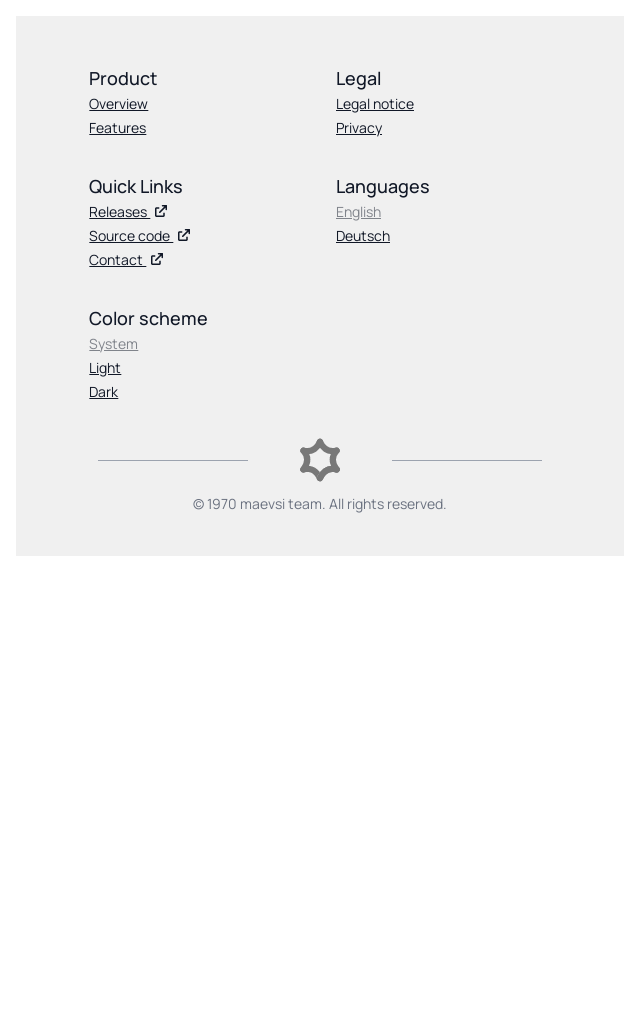 Product
Overview
Features
Legal
Legal notice
Privacy
Quick Links
Releases
Source code
Contact
Languages
English
Deutsch
Color scheme
System
Light
Dark
© 1970 maevsi team. All rights reserved.